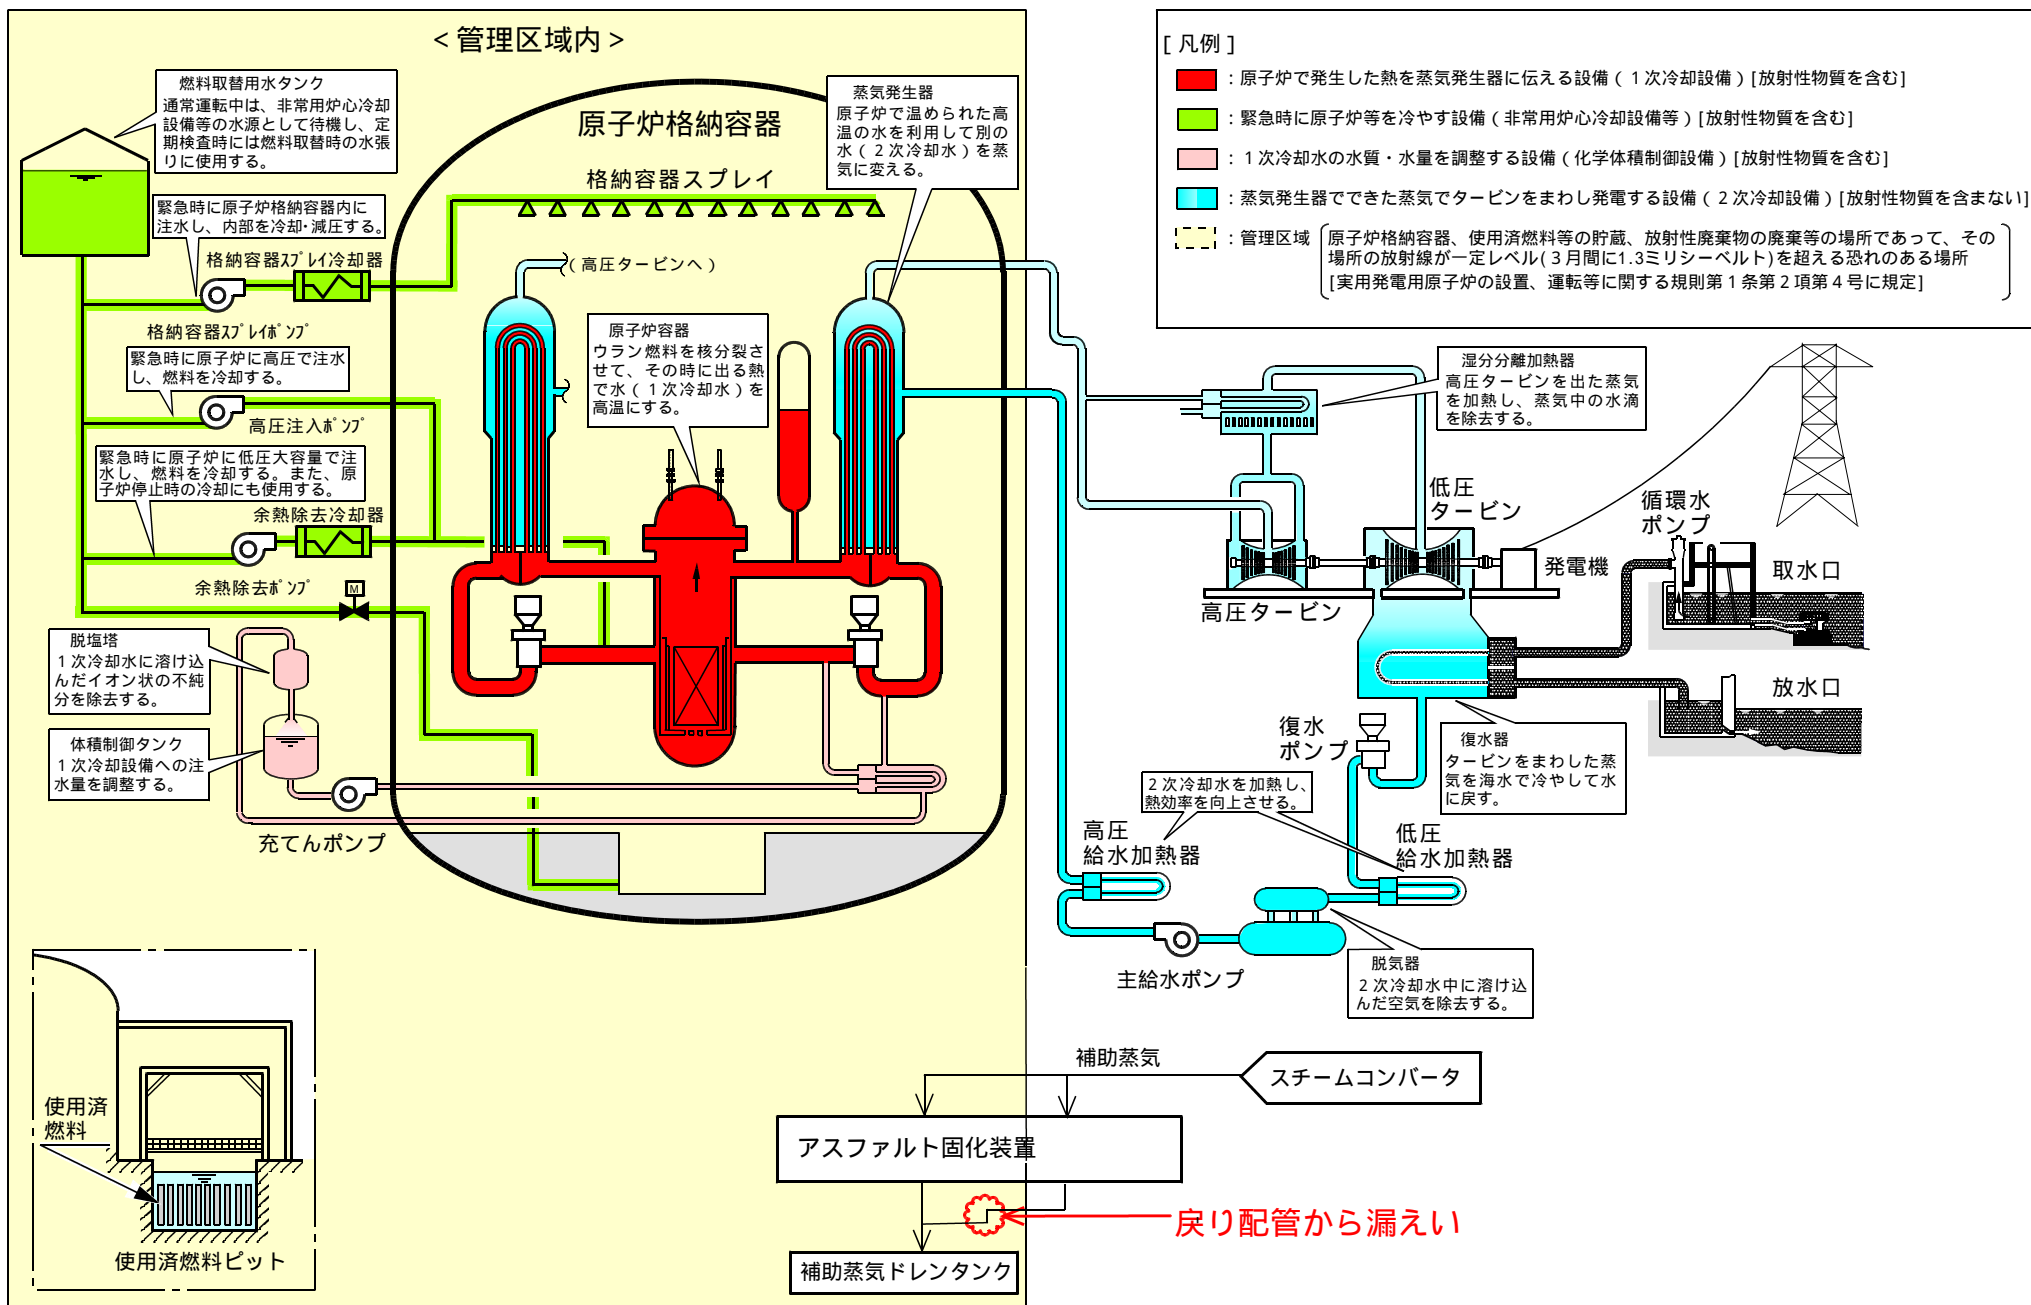 <管理区域内>
燃料取替用水タンク
通常運転中は、非常用炉心冷却
設備等の水源として待機し、定
期検査時には燃料取替時の水張
りに使用する。
緊急時に原子炉格納容器内に
注水し、内部を冷却・減圧する。
格納容器ｽﾌﾟﾚｲ冷却器
格納容器ｽﾌﾟﾚｲﾎﾟﾝﾌﾟ
緊急時に原子炉に高圧で注水
し、燃料を冷却する。
高圧注入ﾎﾟﾝﾌﾟ
緊急時に原子炉に低圧大容量で注
水し、燃料を冷却する。また、原
子炉停止時の冷却にも使用する。
余熱除去冷却器
余熱除去ﾎﾟﾝﾌﾟ
M
脱塩塔
１次冷却水に溶け込
んだイオン状の不純
分を除去する。
体積制御タンク
１次冷却設備への注
水量を調整する。
充てんポンプ
原子炉格納容器
格納容器スプレイ
蒸気発生器
原子炉で温められた高
温の水を利用して別の
水（２次冷却水）を蒸
気に変える。
（高圧タービンへ）
原子炉容器
ウラン燃料を核分裂さ
せて、その時に出る熱
で水（１次冷却水）を
高温にする。
[凡例]
：原子炉で発生した熱を蒸気発生器に伝える設備（１次冷却設備）[放射性物質を含む]
：緊急時に原子炉等を冷やす設備（非常用炉心冷却設備等）[放射性物質を含む]
：１次冷却水の水質・水量を調整する設備（化学体積制御設備）[放射性物質を含む]
：蒸気発生器でできた蒸気でタービンをまわし発電する設備（２次冷却設備）[放射性物質を含まない]
：管理区域
原子炉格納容器、使用済燃料等の貯蔵、放射性廃棄物の廃棄等の場所であって、その
場所の放射線が一定レベル(３月間に1.3ミリシーベルト)を超える恐れのある場所
[実用発電用原子炉の設置、運転等に関する規則第１条第２項第４号に規定]
湿分分離加熱器
高圧タービンを出た蒸気
を加熱し、蒸気中の水滴
を除去する。
低圧
タービン
高圧タービン
発電機
循環水
ポンプ
取水口
放水口
復水
ポンプ
復水器
タービンをまわした蒸
気を海水で冷やして水
に戻す。
２次冷却水を加熱し、
熱効率を向上させる。
高圧
給水加熱器
低圧
給水加熱器
主給水ポンプ
脱気器
２次冷却水中に溶け込
んだ空気を除去する。
補助蒸気
スチームコンバータ
アスファルト固化装置
戻り配管から漏えい
補助蒸気ドレンタンク
使用済
燃料
使用済燃料ピット